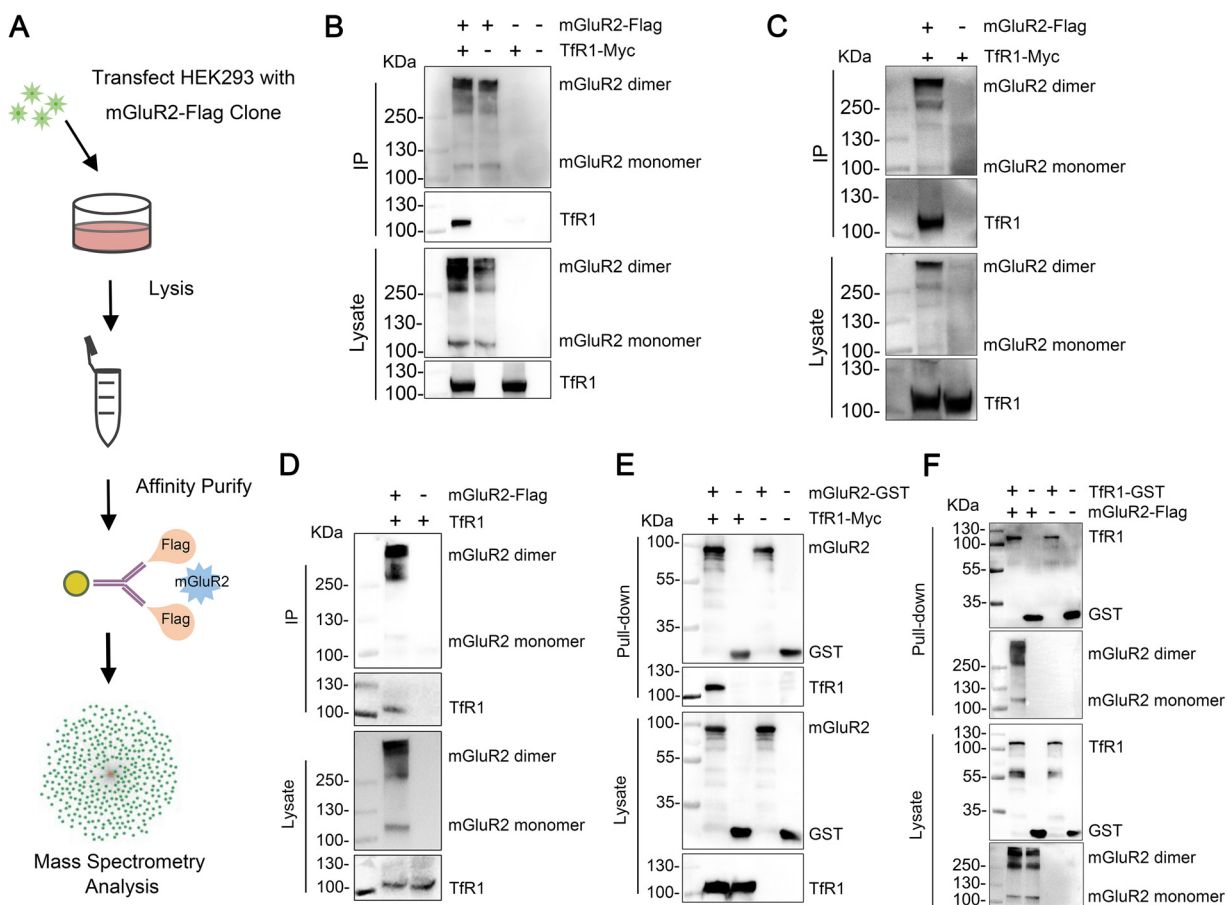 A
Transfect HEK293 with
mGluR2-Flag Clone
Lysis
Affinity Purify
Flag
mGluR2
Flag
Mass Spectrometry
Analysis
B
+ + - - mGluR2-Flag
+ - + - TfR1-Myc
KDa
IP
250-
130-
100-
mGluR2 dimer
mGluR2 monomer
130-
100-
TfR1
Lysate
250-
130-
100-
mGluR2 dimer
mGluR2 monomer
130-
100-
TfR1
C
+ - mGluR2-Flag
+ + TfR1-Myc
KDa
IP
250-
130-
100-
mGluR2 dimer
mGluR2 monomer
130-
100-
TfR1
Lysate
250-
130-
100-
mGluR2 dimer
mGluR2 monomer
130-
100-
TfR1
D
+ - mGluR2-Flag
+ + TfR1
KDa
IP
250-
130-
100-
mGluR2 dimer
mGluR2 monomer
130-
100-
TfR1
Lysate
250-
130-
100-
mGluR2 dimer
mGluR2 monomer
130-
100-
TfR1
E
+ - + - mGluR2-GST
+ + - - TfR1-Myc
KDa
Pull-down
100-
55-
35-
mGluR2
GST
130-
100-
TfR1
Lysate
100-
55-
35-
mGluR2
GST
130-
100-
TfR1
F
+ - + - TfR1-GST
+ + - - mGluR2-Flag
KDa
Pull-down
130-
100-
55-
35-
TfR1
GST
250-
130-
100-
mGluR2 dimer
mGluR2 monomer
Lysate
130-
100-
55-
35-
TfR1
GST
250-
130-
100-
mGluR2 dimer
mGluR2 monomer